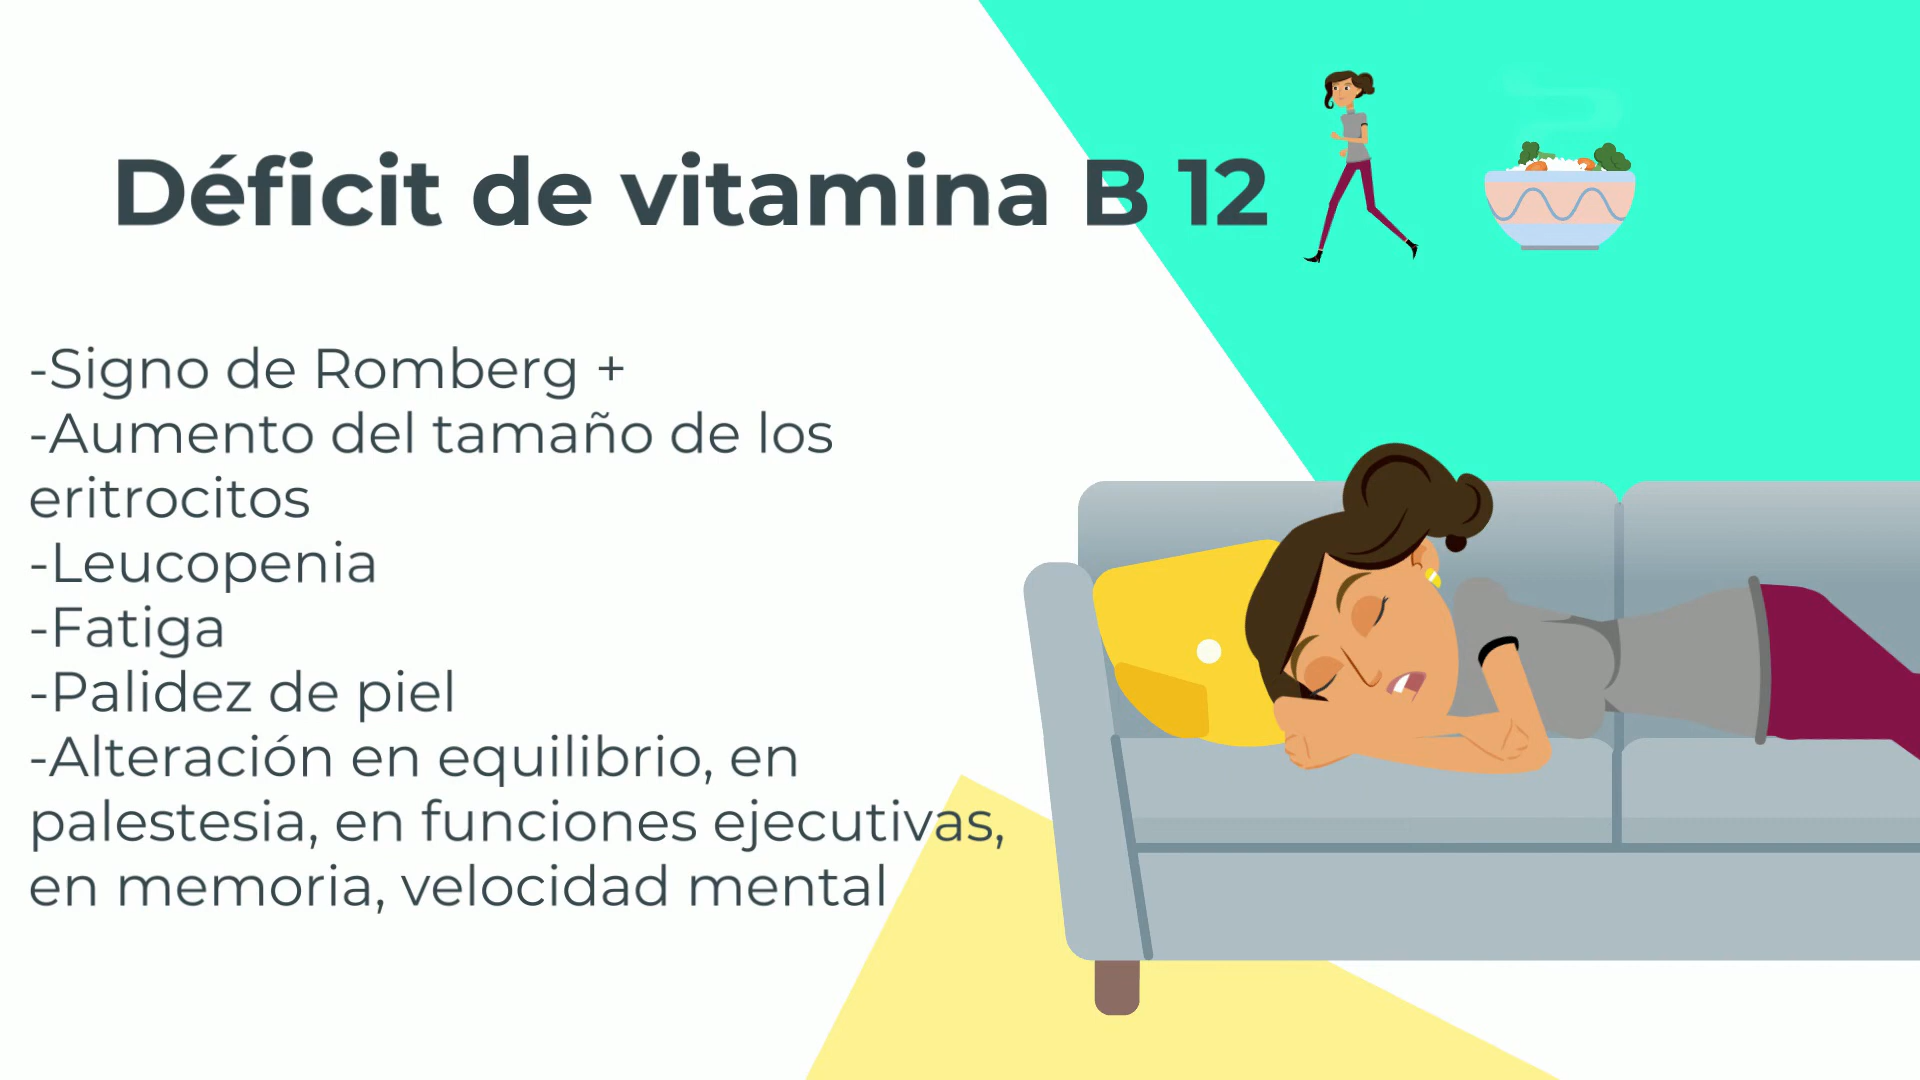 Déficit de vitamina B 12
-Signo de Romberg +
-Aumento del tamaño de los
eritrocitos
-Leucopenia
-Fatiga
-Palidez de piel
-Alteración en equilibrio, en
palestesia, en funciones ejecutivas,
en memoria, velocidad mental